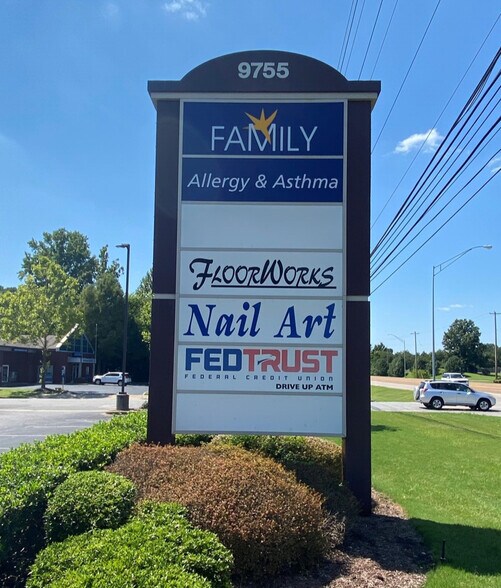 9755
FAMILY
Allergy & Asthma
FLOORWORKS
Nail Art
FEDTRUST
FEDERAL CREDIT UNION
DRIVE UP ATM